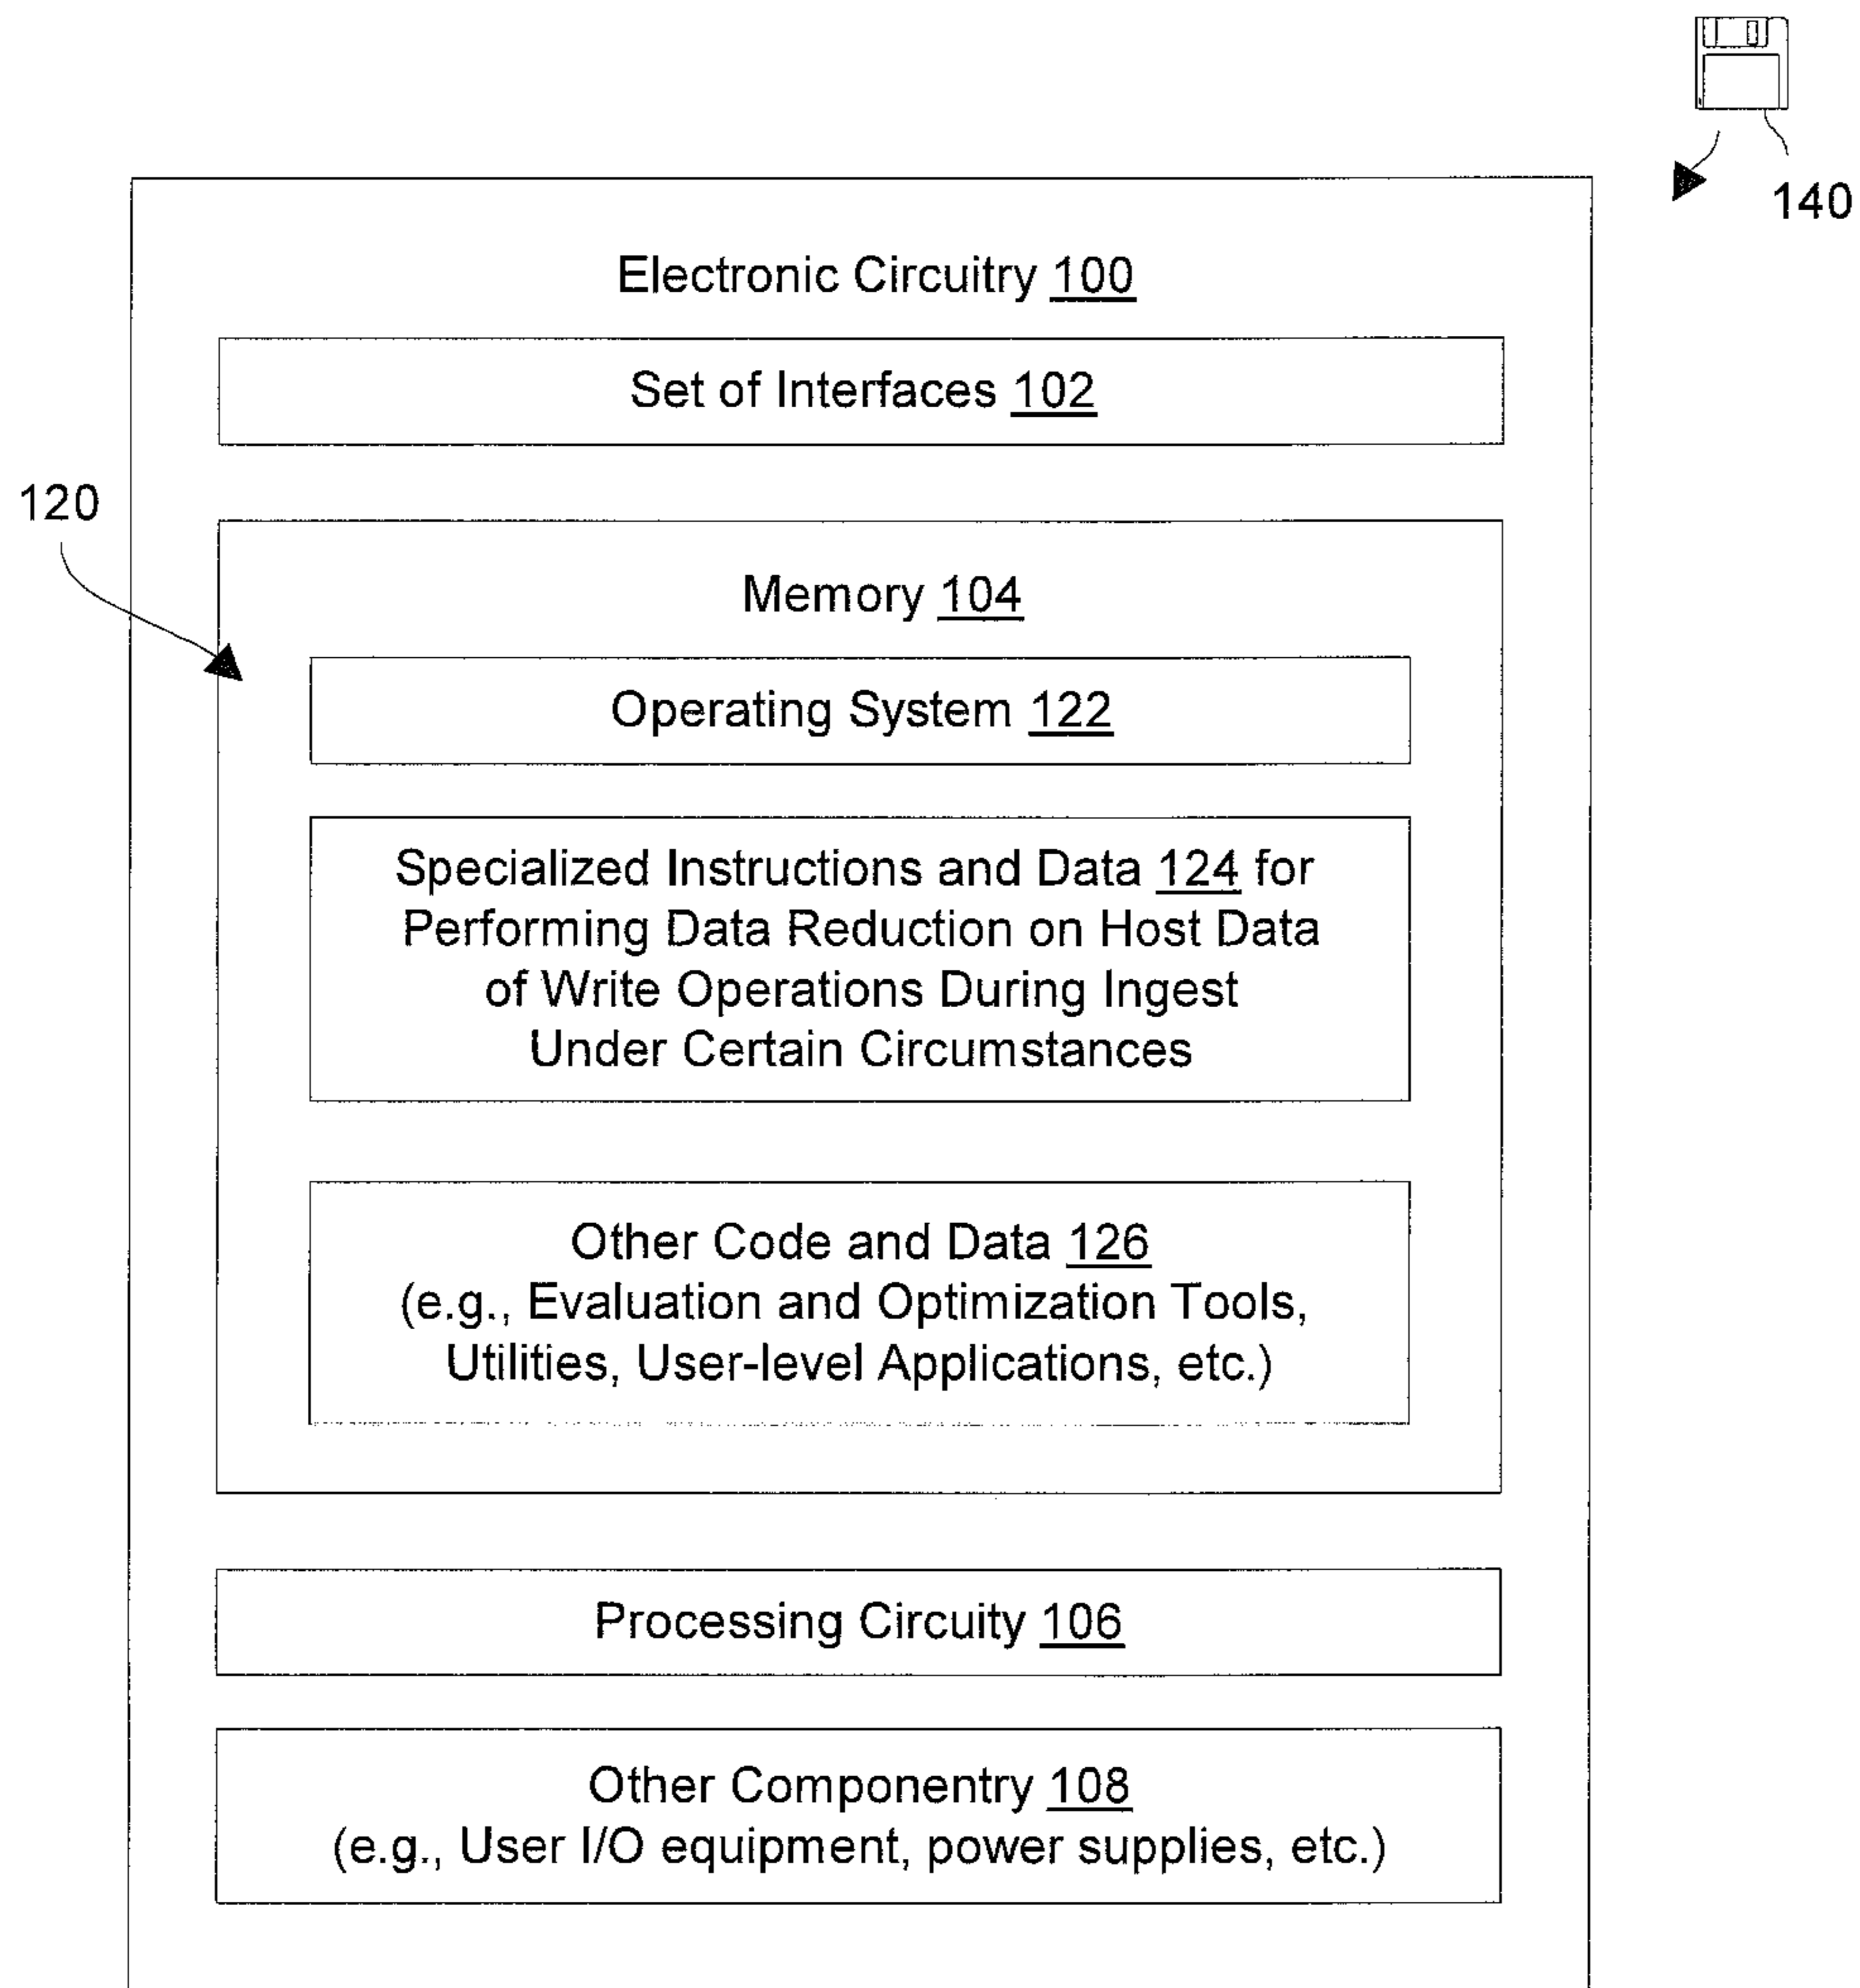 140
Electronic Circuitry 100
Set of Interfaces 102
120
Memory 104
Operating System 122
Specialized Instructions and Data 124 for
Performing Data Reduction on Host Data
of Write Operations During Ingest
Under Certain Circumstances
Other Code and Data 126
(e.g., Evaluation and Optimization Tools,
Utilities, User-level Applications, etc.)
Processing Circuity 106
Other Componentry 108
(e.g., User I/O equipment, power supplies, etc.)